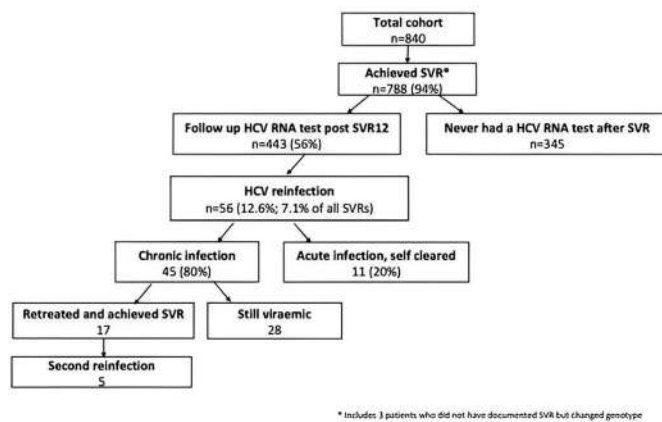 Total cohort
n=840
Achieved SVR*
n=788 (94%)
Follow up HCV RNA test post SVR12
n=443 (56%)
Never had a HCV RNA test after SVR
n=345
HCV reinfection
n=56 (12.6%; 7.1% of all SVRs)
Chronic infection
45 (80%)
Acute infection, self cleared
11 (20%)
Retreated and achieved SVR
17
Still viraemic
28
Second reinfection
5
* Includes 3 patients who did not have documented SVR but changed genotype